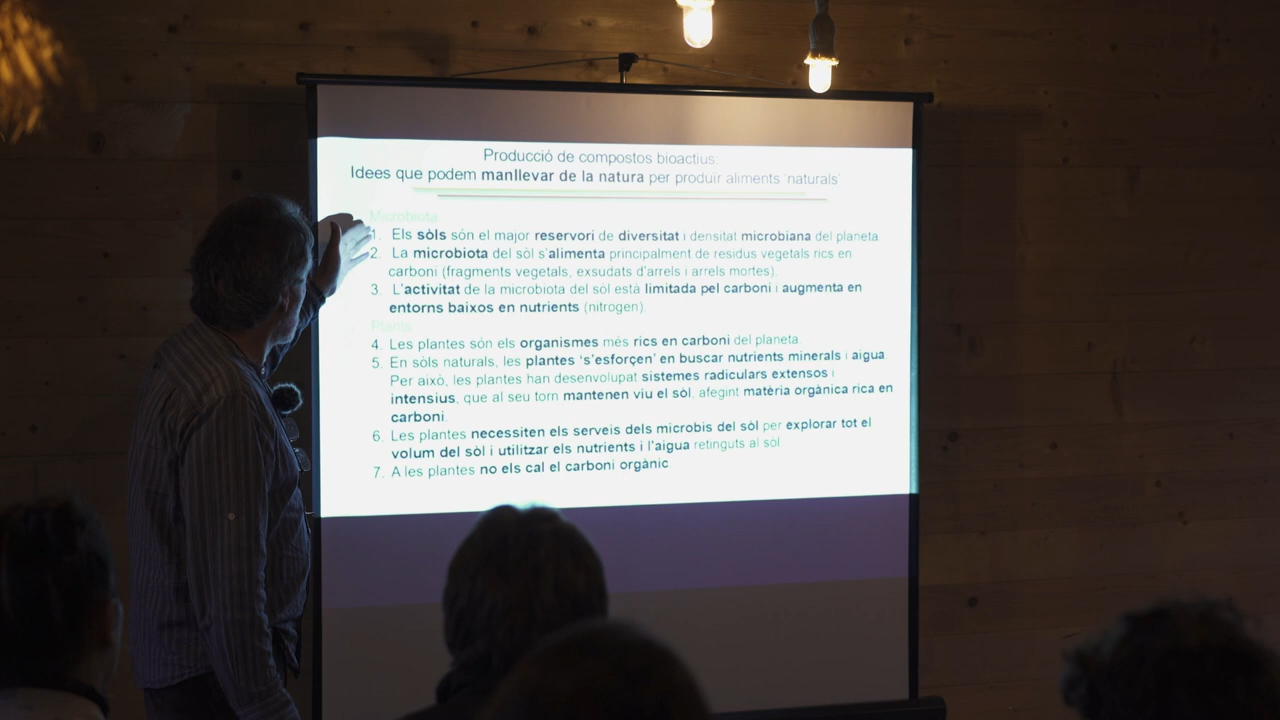 Producció de compostos bioactius:
Idees que podem manllevar de la natura per produir aliments 'naturals'
Microbiota
1. Els sòls són el major reservori de diversitat i densitat microbiana del planeta.
2. La microbiota del sòl s'alimenta principalment de residus vegetals rics en
carboni (fragments vegetals, exsudats d'arrels i arrels mortes).
3. L'activitat de la microbiota del sòl està limitada pel carboni i augmenta en
entorns baixos en nutrients (nitrogen).
Plants
4. Les plantes són els organismes més rics en carboni del planeta.
5. En sòls naturals, les plantes 's'esforçen' en buscar nutrients minerals i aigua.
Per això, les plantes han desenvolupat sistemes radiculars extensos i
intensius, que al seu torn mantenen viu el sòl, afegint matèria orgànica rica en
carboni.
6. Les plantes necessiten els serveis dels microbis del sòl per explorar tot el
volum del sòl i utilitzar els nutrients i l'aigua retinguts al sòl.
7. A les plantes no els cal el carboni orgànic